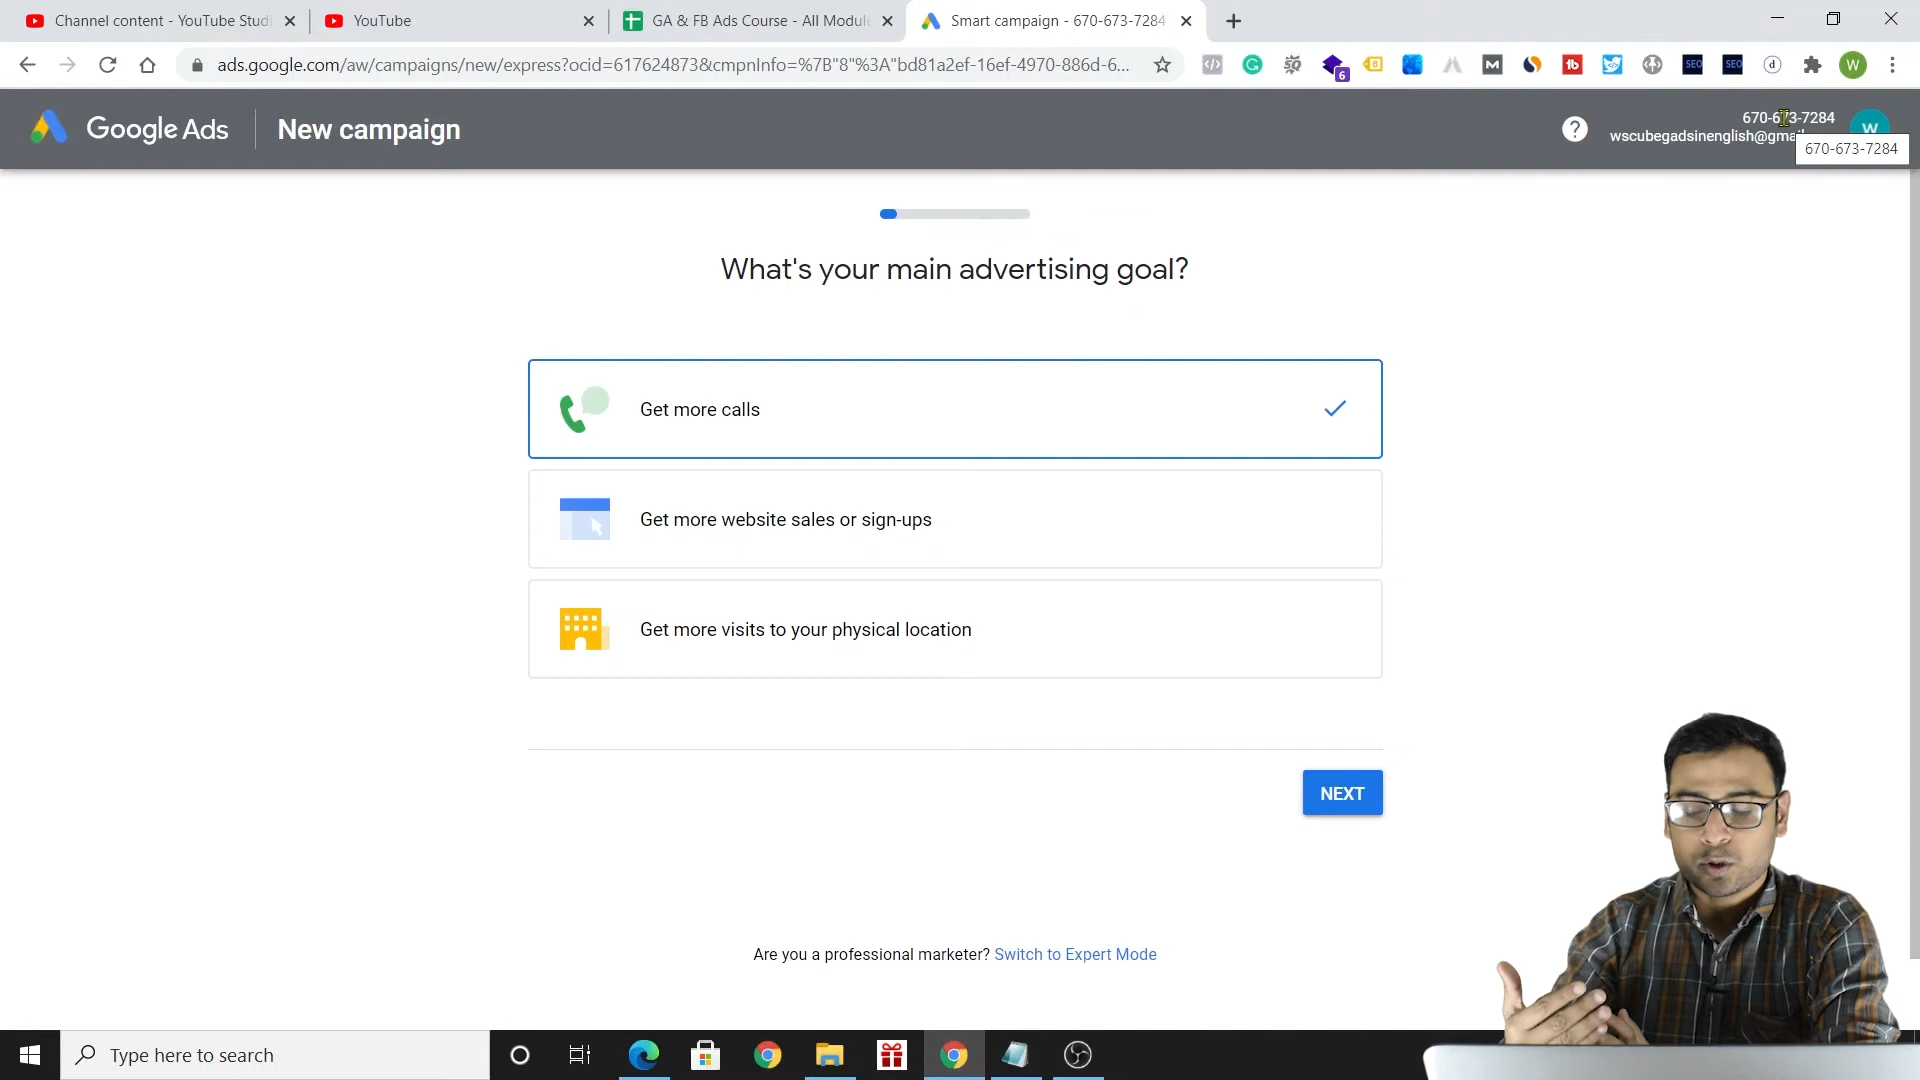 Channel content - YouTube Studi
YouTube
GA & FB Ads Course - All Module
Smart campaign - 670-673-7284
ads.google.com/aw/campaigns/new/express?ocid=617624873&cmpnInfo=%7B"8"%3A"bd81a2ef-16ef-4970-886d-6...
6
W
Google Ads
New campaign
670-673-7284
wscubegadsinenglish@gmai
W
670-673-7284
What's your main advertising goal?
Get more calls
Get more website sales or sign-ups
Get more visits to your physical location
NEXT
Are you a professional marketer? Switch to Expert Mode
Type here to search